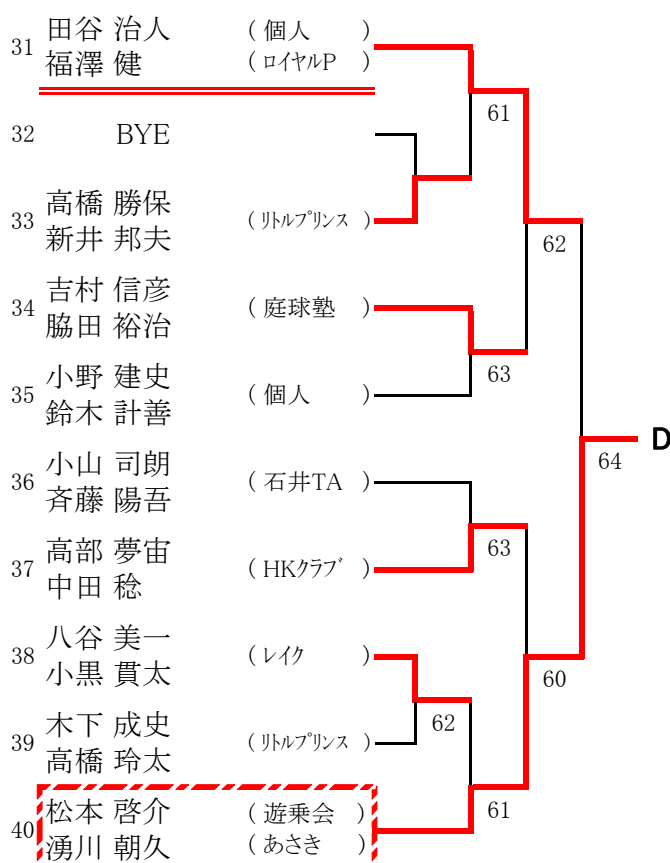 31 田谷 治人 (個人)
福澤 健 (ロイヤルP)
61
32 BYE
33 高橋 勝保
新井 邦夫 (リトルプリンス)
62
34 吉村 信彦
脇田 裕治 (庭球塾)
63
35 小野 建史
鈴木 計善 (個人)
64 D
36 小山 司朗
斉藤 陽吾 (石井TA)
63
37 高部 夢宙
中田 稔 (HKクラブ)
38 八谷 美一
小黒 貫太 (レイク)
60
62
39 木下 成史
高橋 玲太 (リトルプリンス)
61
40 松本 啓介 (遊乗会)
湧川 朝久 (あさき)